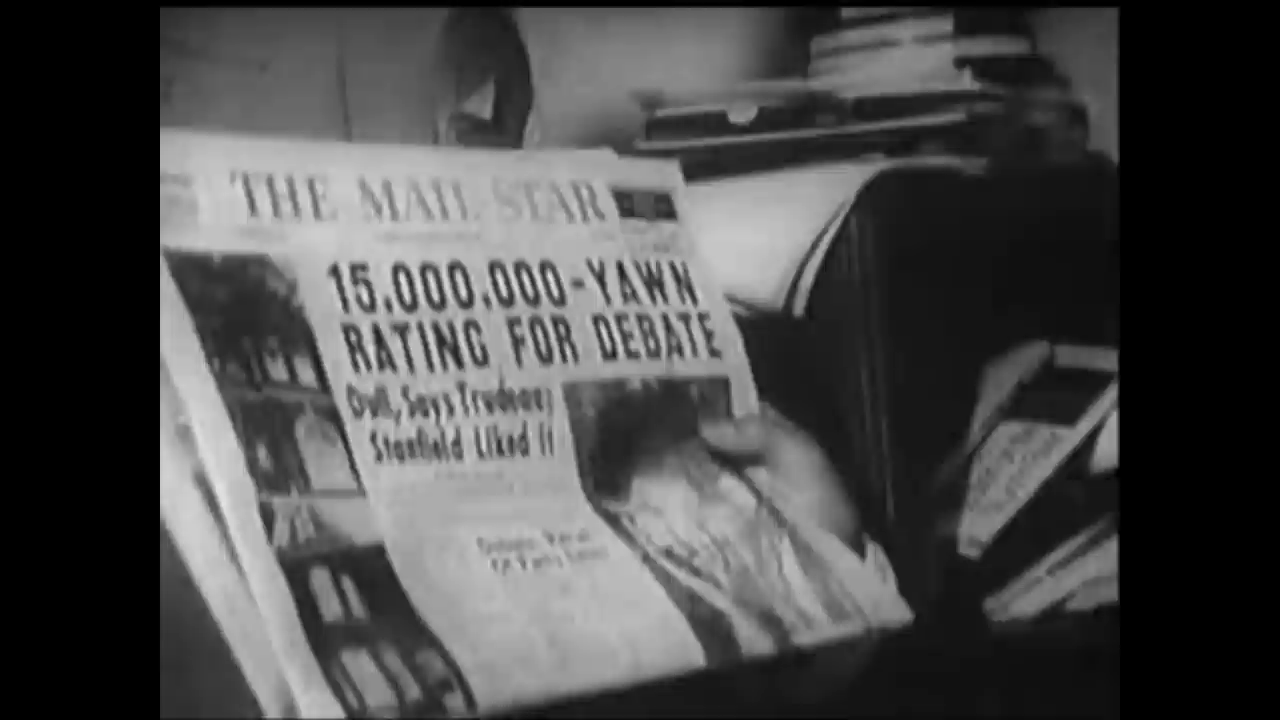 THE MAIL STAR
15,000,000-YAWN
RATING FOR DEBATE
Dull, Says Trudeau;
Stanfield Liked It